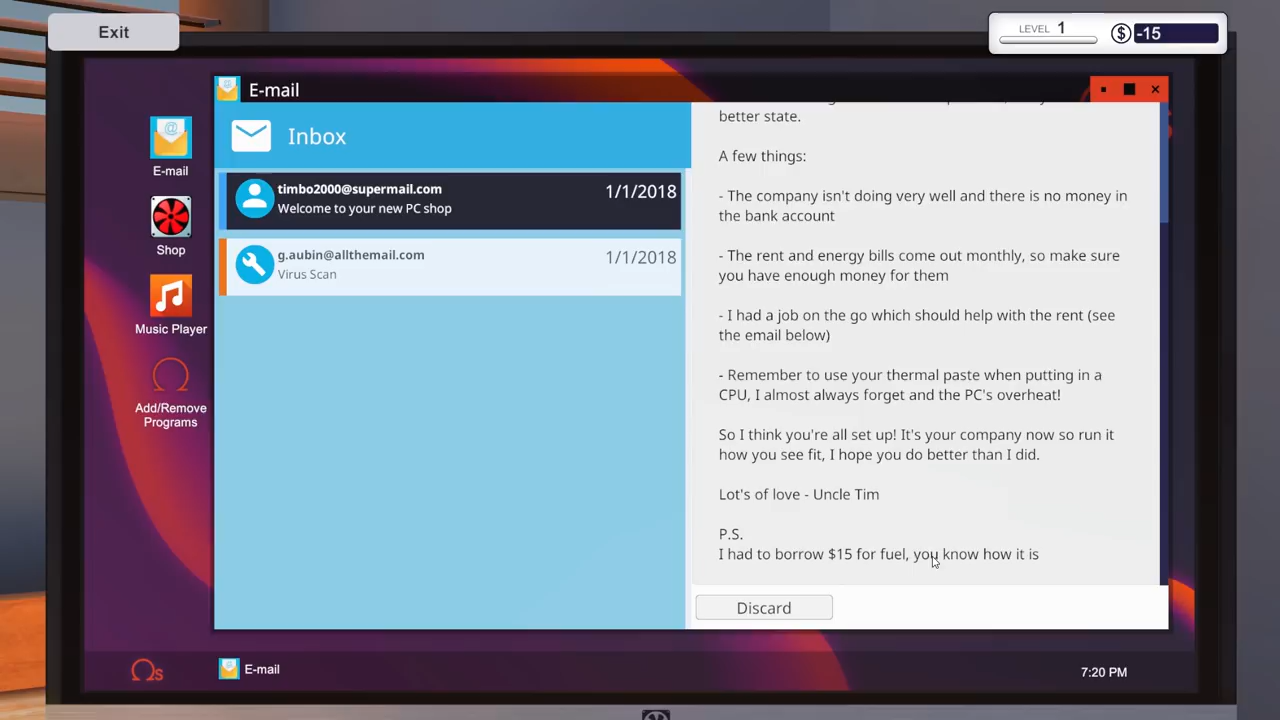 Exit
LEVEL 1
$ -15
E-mail
Inbox
timbo2000@supermail.com
1/1/2018
Welcome to your new PC shop
g.aubin@allthemail.com
1/1/2018
Virus Scan
better state.
A few things:
- The company isn't doing very well and there is no money in
the bank account
- The rent and energy bills come out monthly, so make sure
you have enough money for them
- I had a job on the go which should help with the rent (see
the email below)
- Remember to use your thermal paste when putting in a
CPU, I almost always forget and the PC's overheat!
So I think you're all set up! It's your company now so run it
how you see fit, I hope you do better than I did.
Lot's of love - Uncle Tim
P.S.
I had to borrow $15 for fuel, you know how it is
Discard
E-mail
Shop
Music Player
Add/Remove
Programs
Ωs
E-mail
7:20 PM